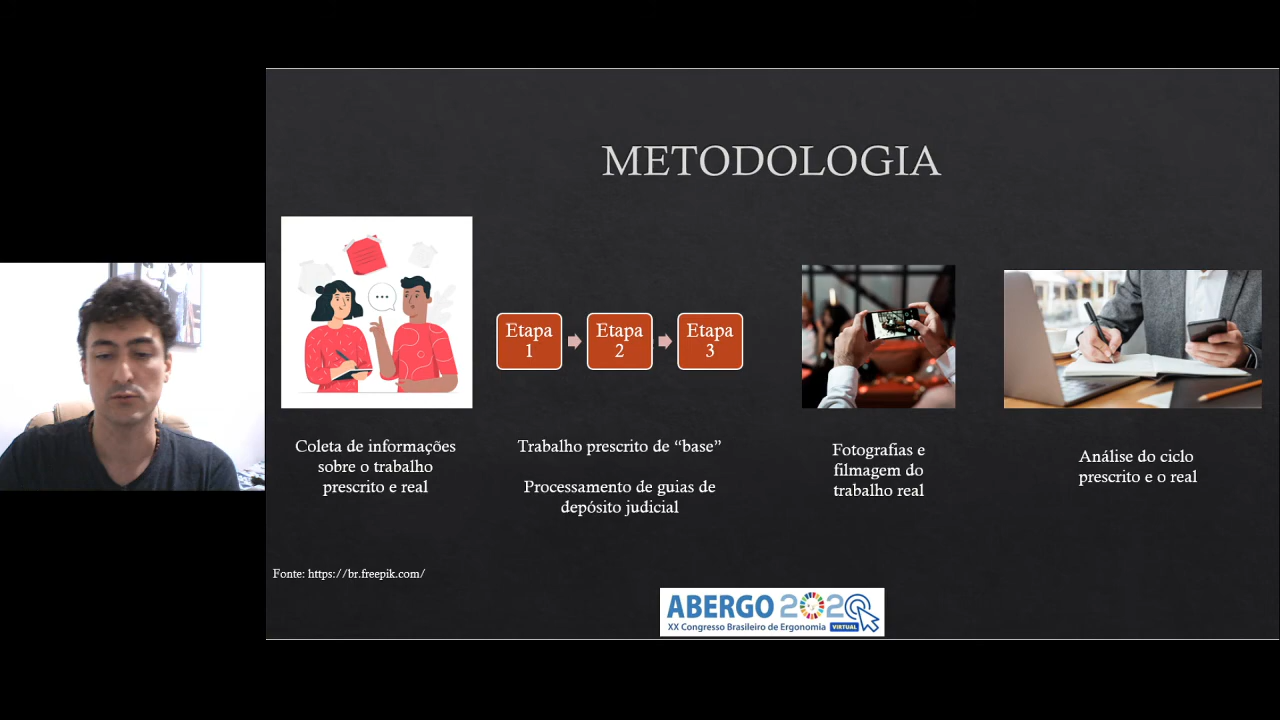 METODOLOGIA
Etapa
1
Etapa
2
Etapa
3
Coleta de informações
sobre o trabalho
prescrito e real
Trabalho prescrito de “base”
Processamento de guias de
depósito judicial
Fotografias e
filmagem do
trabalho real
Análise do ciclo
prescrito e o real
Fonte: https://br.freepik.com/
ABERGO 2020
XX Congresso Brasileiro de Ergonomia VIRTUAL